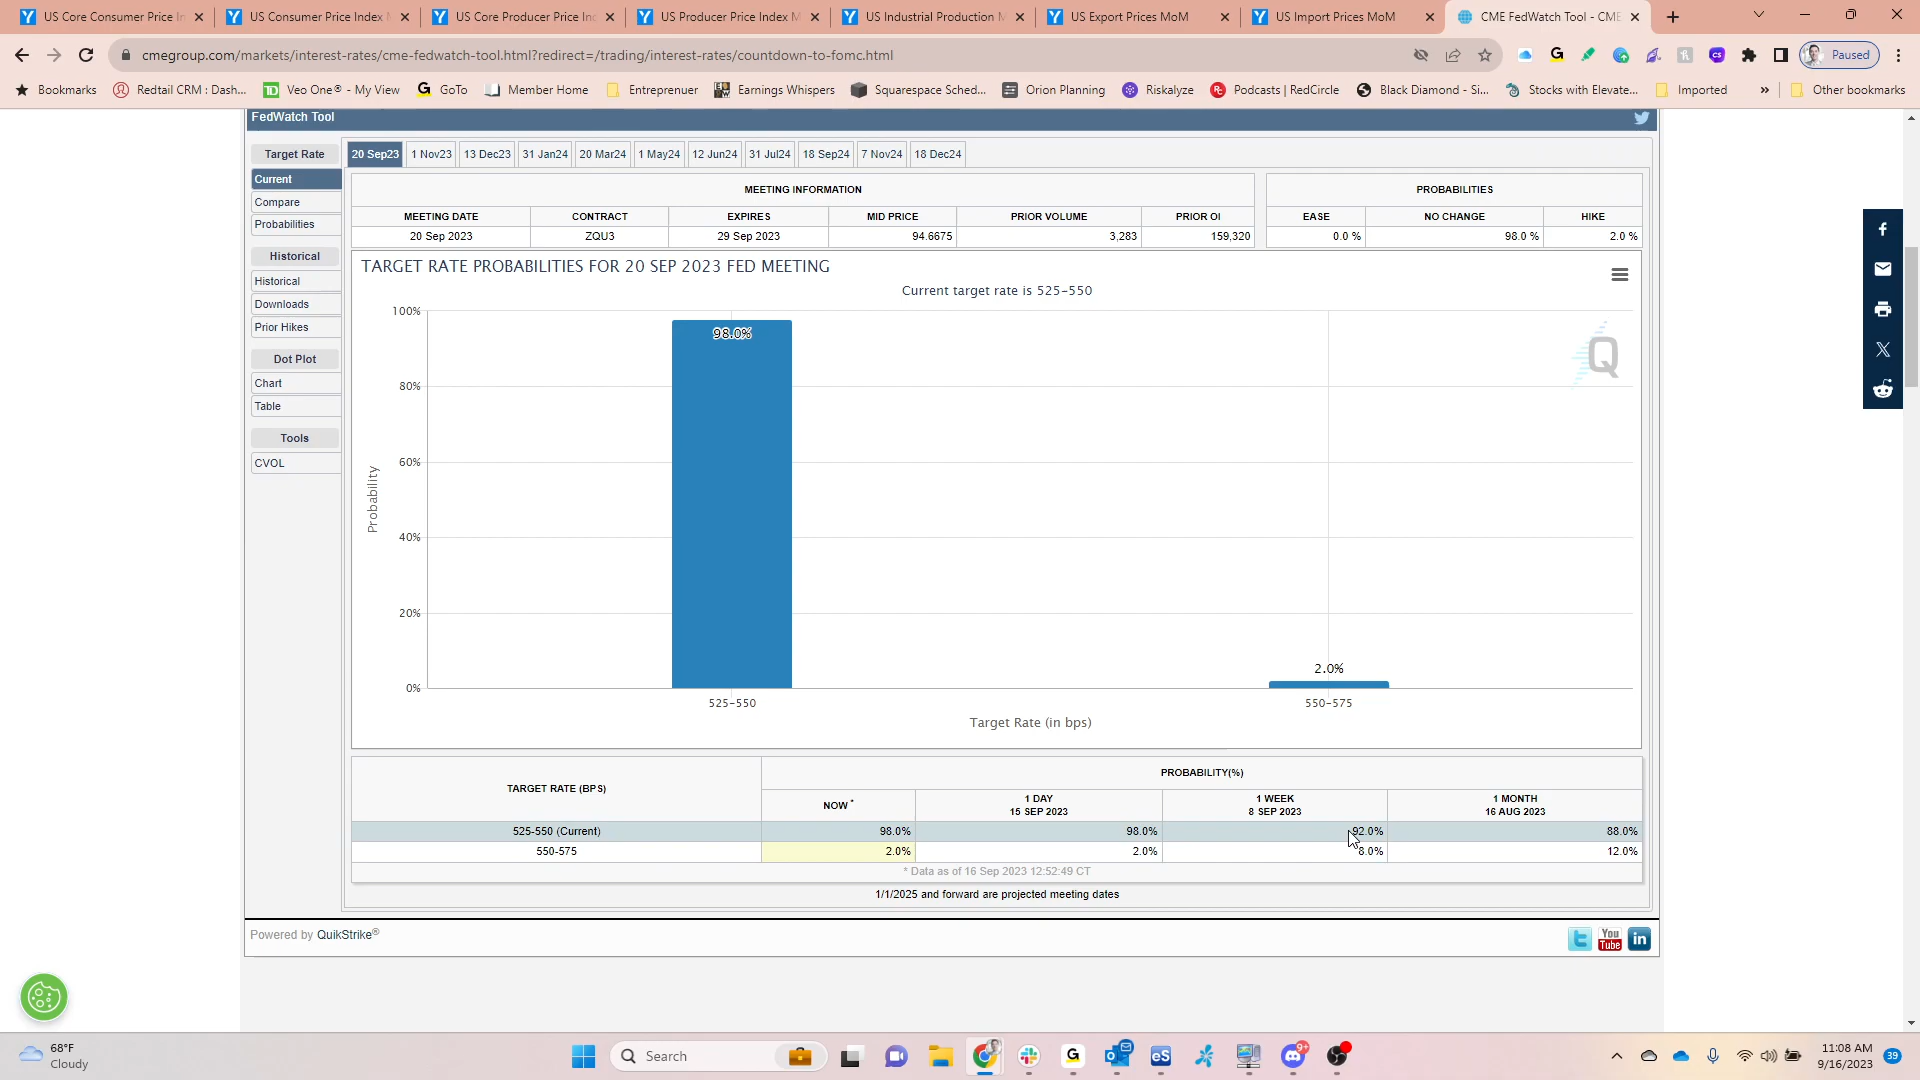 US Core Consumer Price In
US Consumer Price Index
US Core Producer Price Inc
US Producer Price Index M
US Industrial Production M
US Export Prices MoM
US Import Prices MoM
CME FedWatch Tool - CME
cmegroup.com/markets/interest-rates/cme-fedwatch-tool.html?redirect=/trading/interest-rates/countdown-to-fomc.html
Paused
Bookmarks
Redtail CRM : Dash...
Veo One® - My View
GoTo
Member Home
Entreprenuer
Earnings Whispers
Squarespace Sched...
Orion Planning
Riskalyze
Podcasts | RedCircle
Black Diamond - Si...
Stocks with Elevate...
Imported
»
Other bookmarks
FedWatch Tool
Target Rate
Current
Compare
Probabilities
Historical
Historical
Downloads
Prior Hikes
Dot Plot
Chart
Table
Tools
CVOL
20 Sep23 1 Nov23 13 Dec23 31 Jan24 20 Mar24 1 May24 12 Jun24 31 Jul24 18 Sep24 7 Nov24 18 Dec24
MEETING INFORMATION
MEETING DATE CONTRACT EXPIRES MID PRICE PRIOR VOLUME PRIOR OI
20 Sep 2023 ZQU3 29 Sep 2023 94.6675 3,283 159,320
PROBABILITIES
EASE NO CHANGE HIKE
0.0 % 98.0 % 2.0 %
TARGET RATE PROBABILITIES FOR 20 SEP 2023 FED MEETING
Current target rate is 525-550
Q
100%
80%
60%
40%
20%
0%
Probability
98.0%
2.0%
525-550
550-575
Target Rate (in bps)
TARGET RATE (BPS)
PROBABILITY(%)
NOW *
1 DAY
15 SEP 2023
1 WEEK
8 SEP 2023
1 MONTH
16 AUG 2023
525-550 (Current) 98.0% 98.0% 92.0% 88.0%
550-575 2.0% 2.0% 8.0% 12.0%
* Data as of 16 Sep 2023 12:52:49 CT
1/1/2025 and forward are projected meeting dates
Powered by QuikStrike®
You
Tube
in
68°F
Cloudy
Search
11:08 AM
9/16/2023
39